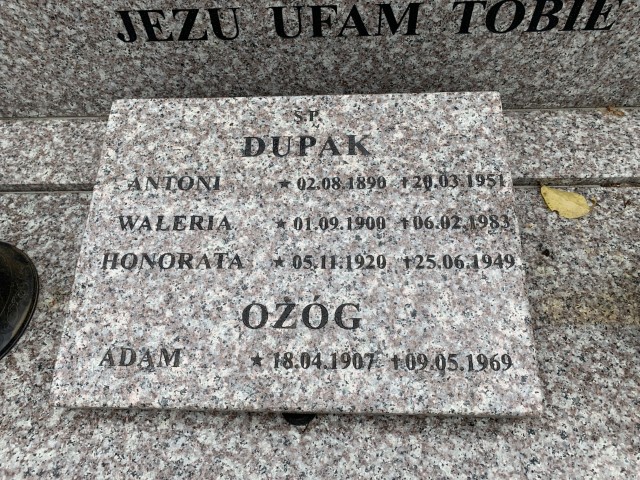 JEZU UFAM TOBIE
Ś.P.
DUPAK
ANTONI ★ 02.08.1890 †20.03.1951
WALERIA ★ 01.09.1900 †06.02.1983
HONORATA ★ 05.11.1920 †25.06.1949
OŻÓG
ADAM ★ 18.04.1907 †09.05.1969